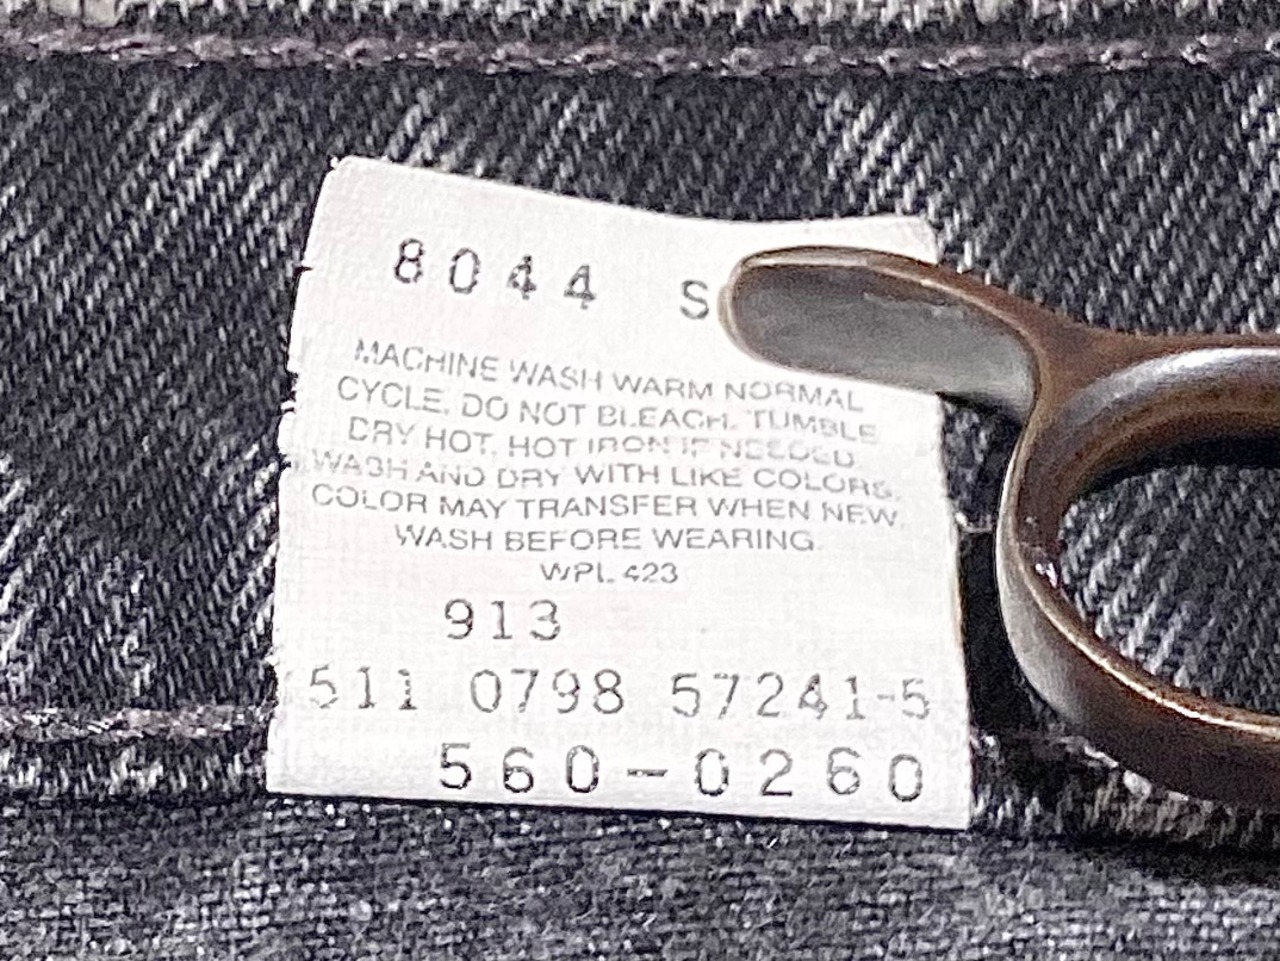 8044 S
MACHINE WASH WARM NORMAL
CYCLE. DO NOT BLEACH. TUMBLE
DRY HOT. HOT IRON IF NEEDED.
WASH AND DRY WITH LIKE COLORS.
COLOR MAY TRANSFER WHEN NEW.
WASH BEFORE WEARING.
WPL 423
913
511 0798 57241-5
560-0260